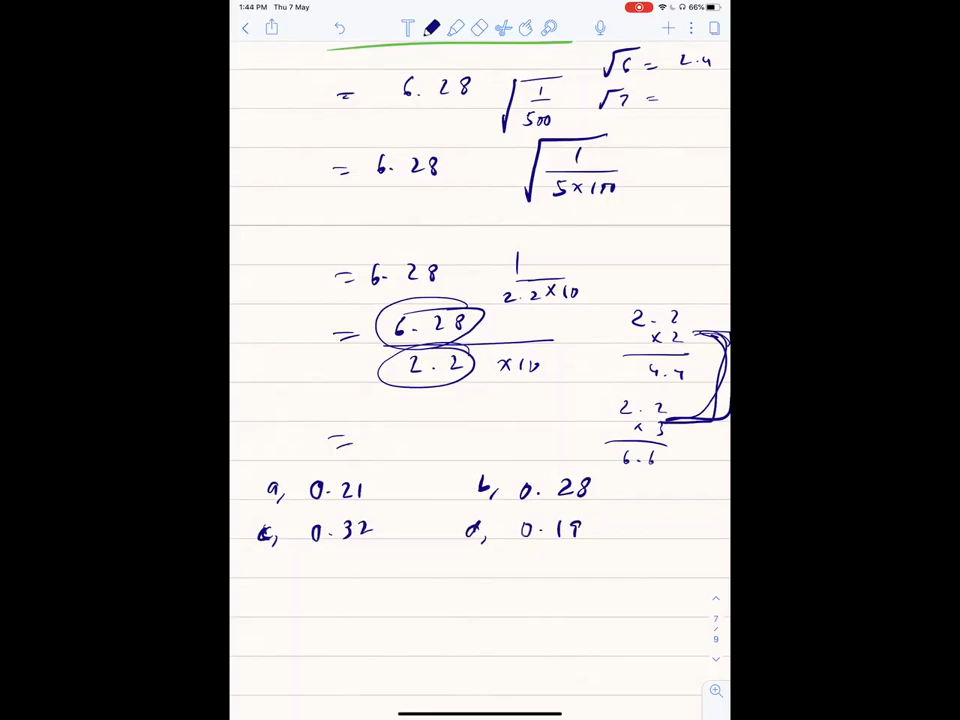 1:44 PM Thu 7 May 66%
T
√6 = 2.4
= 6.28 √(1/500) √7 =
= 6.28 √(1/(5×100))
= 6.28 1/(2.2×10)
= 6.28/(2.2 ×10)
2.2
×2
4.4
2.2
×3
6.6
=
a, 0.21 b, 0.28
c, 0.32 d, 0.19
7
/
9